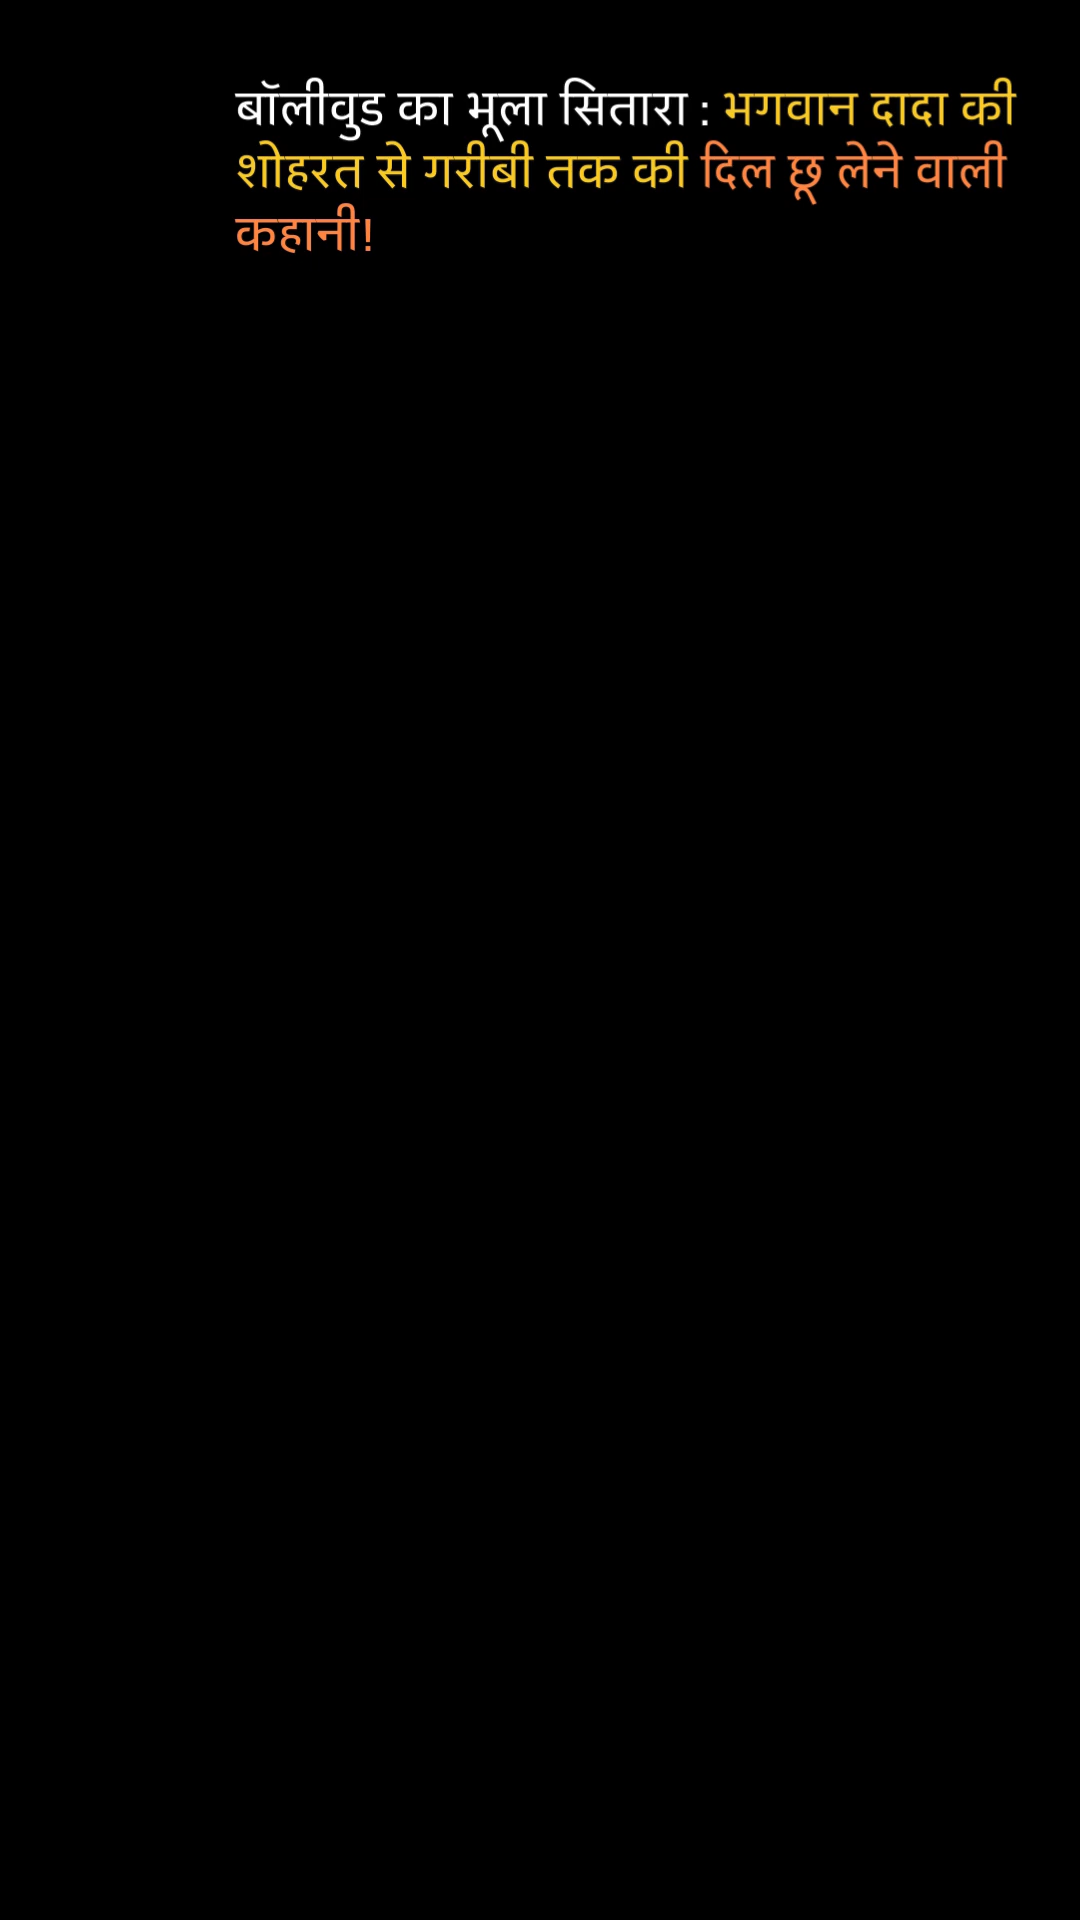 बॉलीवुड का भूला सितारा : भगवान दादा की
शोहरत से गरीबी तक की दिल छू लेने वाली
कहानी!